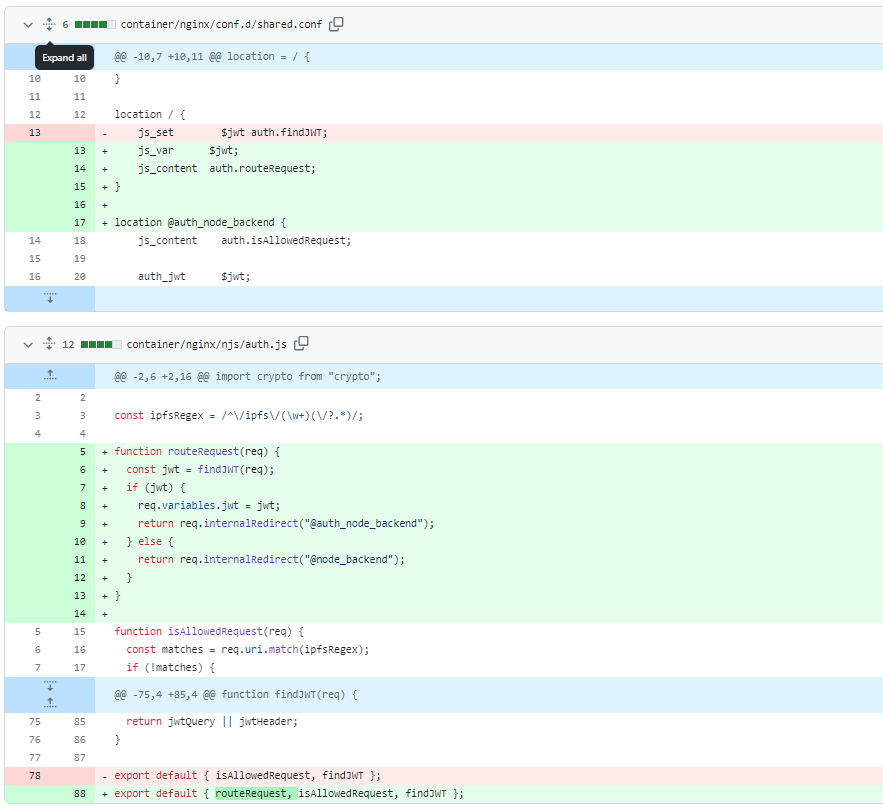 6 container/nginx/conf.d/shared.conf
Expand all
@@ -10,7 +10,11 @@ location = / {
10 10 }
11 11
12 12 location / {
13 - js_set $jwt auth.findJWT;
13 + js_var $jwt;
14 + js_content auth.routeRequest;
15 + }
16 +
17 + location @auth_node_backend {
14 18 js_content auth.isAllowedRequest;
15 19
16 20 auth_jwt $jwt;
12 container/nginx/njs/auth.js
@@ -2,6 +2,16 @@ import crypto from "crypto";
2 2
3 3 const ipfsRegex = /^\/ipfs\/(\w+)(\/?.*)/;
4 4
5 + function routeRequest(req) {
6 + const jwt = findJWT(req);
7 + if (jwt) {
8 + req.variables.jwt = jwt;
9 + return req.internalRedirect("@auth_node_backend");
10 + } else {
11 + return req.internalRedirect("@node_backend");
12 + }
13 + }
14 +
5 15 function isAllowedRequest(req) {
6 16 const matches = req.uri.match(ipfsRegex);
7 17 if (!matches) {
@@ -75,4 +85,4 @@ function findJWT(req) {
75 85 return jwtQuery || jwtHeader;
76 86 }
77 87
78 - export default { isAllowedRequest, findJWT };
88 + export default { routeRequest, isAllowedRequest, findJWT };